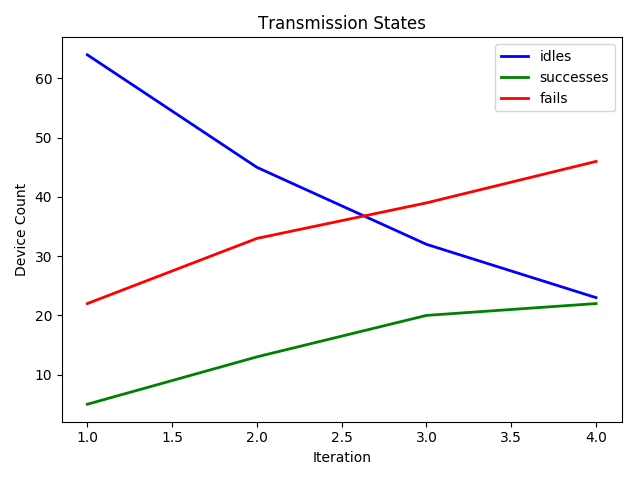 Transmission States
idles
successes
fails
Device Count
60
50
40
30
20
10
1.0 1.5 2.0 2.5 3.0 3.5 4.0
Iteration